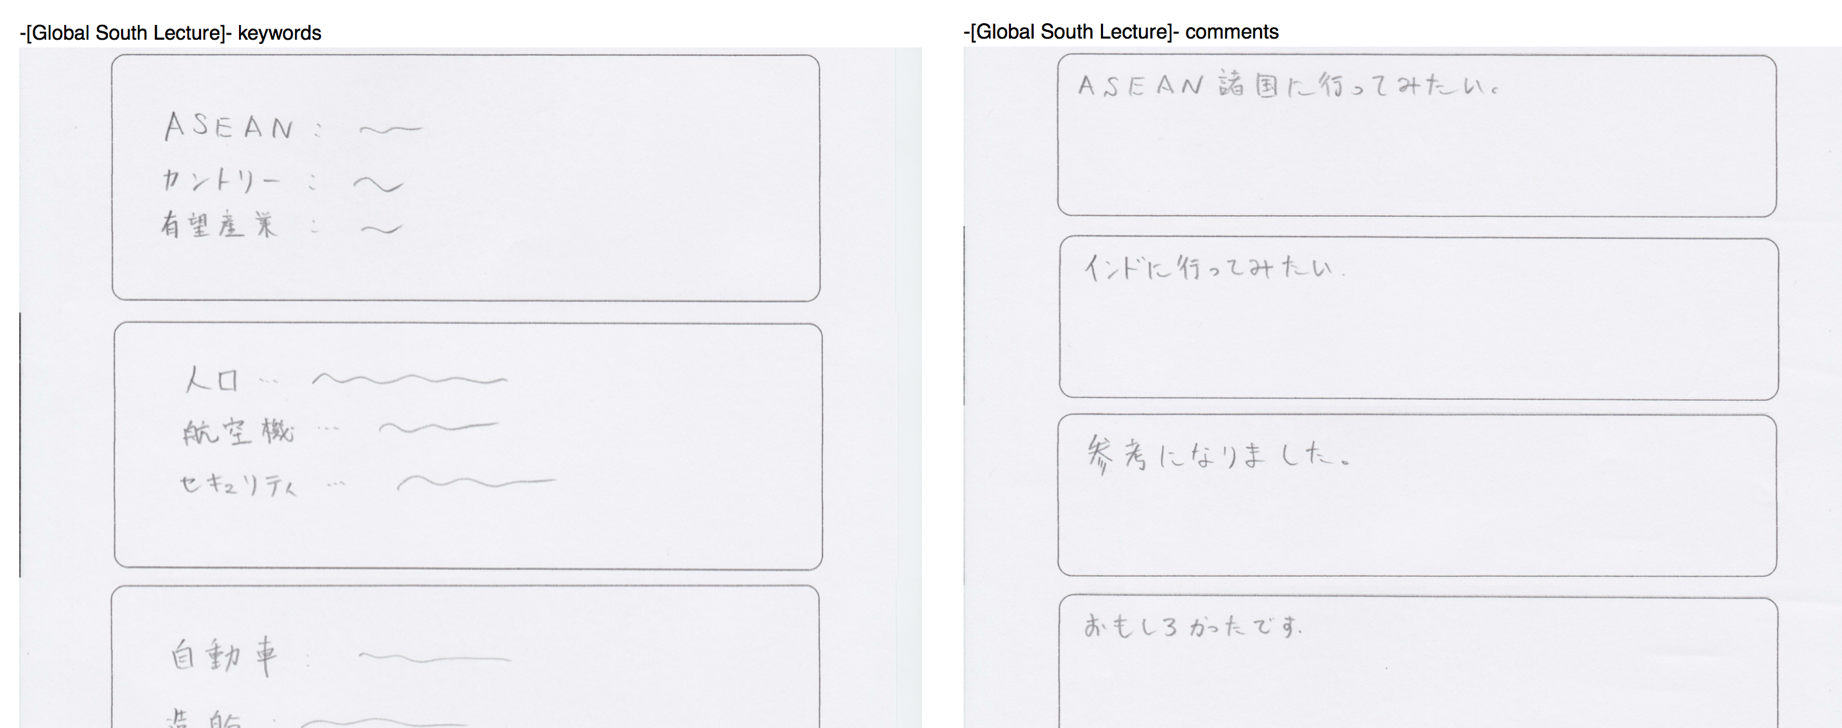 -[Global South Lecture]- keywords
ASEAN :
カントリー :
有望産業 :
人口 …
航空機 …
セキュリティ …
自動車 :
造船 :
-[Global South Lecture]- comments
ASEAN諸国に行ってみたい。
インドに行ってみたい.
参考になりました。
おもしろかったです.